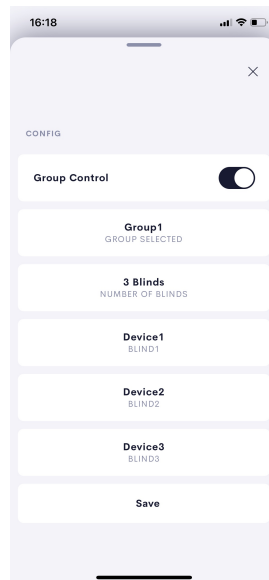 16:18
CONFIG
Group Control
Group1
GROUP SELECTED
3 Blinds
NUMBER OF BLINDS
Device1
BLIND1
Device2
BLIND2
Device3
BLIND3
Save